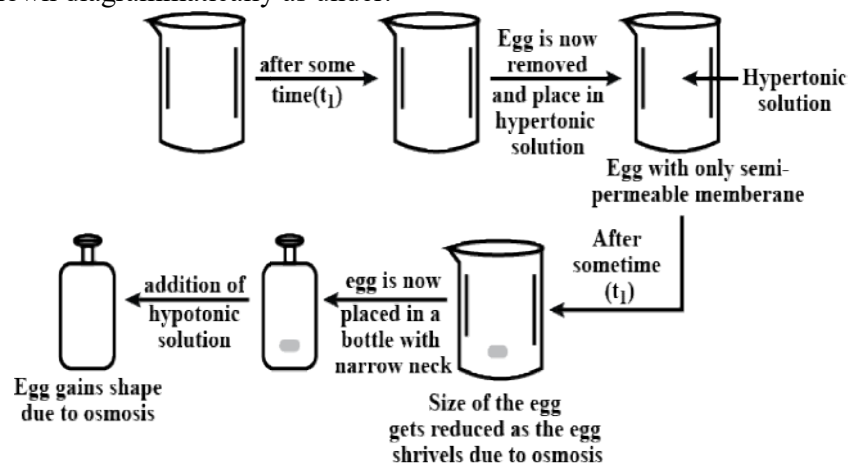 diagrammatically as under.
after some
time(t₁)
Egg is now
removed
and place in
hypertonic
solution
Hypertonic
solution
Egg with only semi-
permeable memberane
After
sometime
(t₁)
egg is now
placed in a
bottle with
narrow neck
addition of
hypotonic
solution
Egg gains shape
due to osmosis
Size of the egg
gets reduced as the egg
shrivels due to osmosis